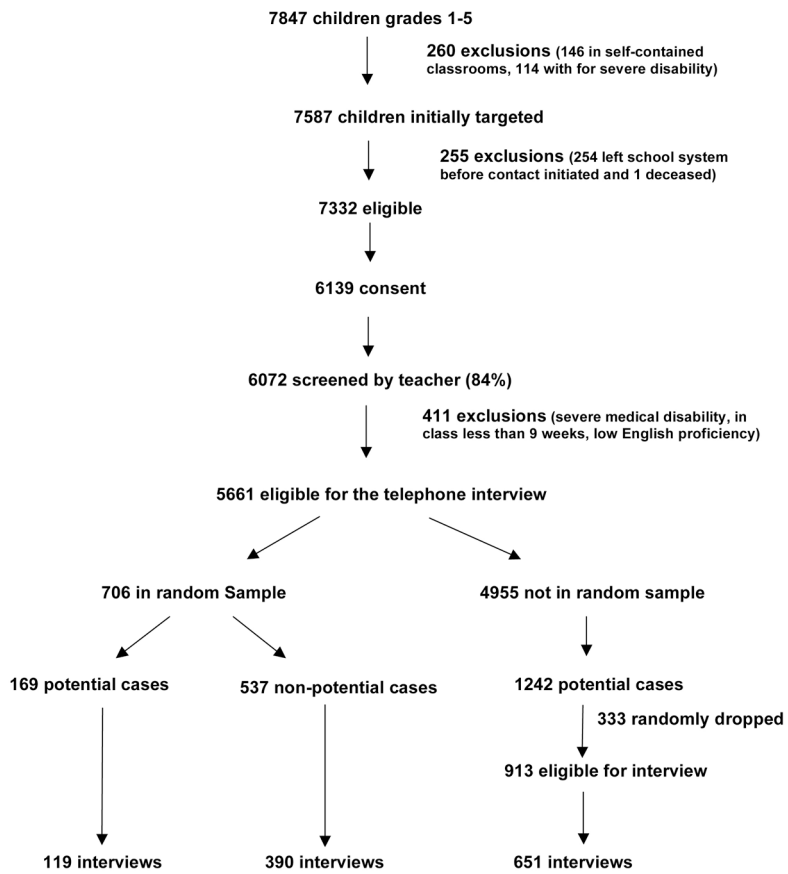 7847 children grades 1-5
260 exclusions (146 in self-contained
classrooms, 114 with for severe disability)
7587 children initially targeted
255 exclusions (254 left school system
before contact initiated and 1 deceased)
7332 eligible
6139 consent
6072 screened by teacher (84%)
411 exclusions (severe medical disability, in
class less than 9 weeks, low English proficiency)
5661 eligible for the telephone interview
706 in random Sample
4955 not in random sample
169 potential cases
537 non-potential cases
1242 potential cases
333 randomly dropped
913 eligible for interview
119 interviews
390 interviews
651 interviews